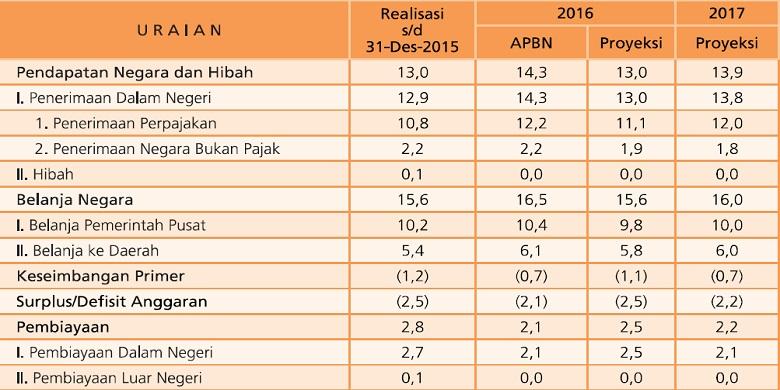 URAIAN Realisasi s/d 31-Des-2015 2016 2017
APBN Proyeksi Proyeksi
Pendapatan Negara dan Hibah 13,0 14,3 13,0 13,9
I. Penerimaan Dalam Negeri 12,9 14,3 13,0 13,8
1. Penerimaan Perpajakan 10,8 12,2 11,1 12,0
2. Penerimaan Negara Bukan Pajak 2,2 2,2 1,9 1,8
II. Hibah 0,1 0,0 0,0 0,0
Belanja Negara 15,6 16,5 15,6 16,0
I. Belanja Pemerintah Pusat 10,2 10,4 9,8 10,0
II. Belanja ke Daerah 5,4 6,1 5,8 6,0
Keseimbangan Primer (1,2) (0,7) (1,1) (0,7)
Surplus/Defisit Anggaran (2,5) (2,1) (2,5) (2,2)
Pembiayaan 2,8 2,1 2,5 2,2
I. Pembiayaan Dalam Negeri 2,7 2,1 2,5 2,1
II. Pembiayaan Luar Negeri 0,1 0,0 0,0 0,0